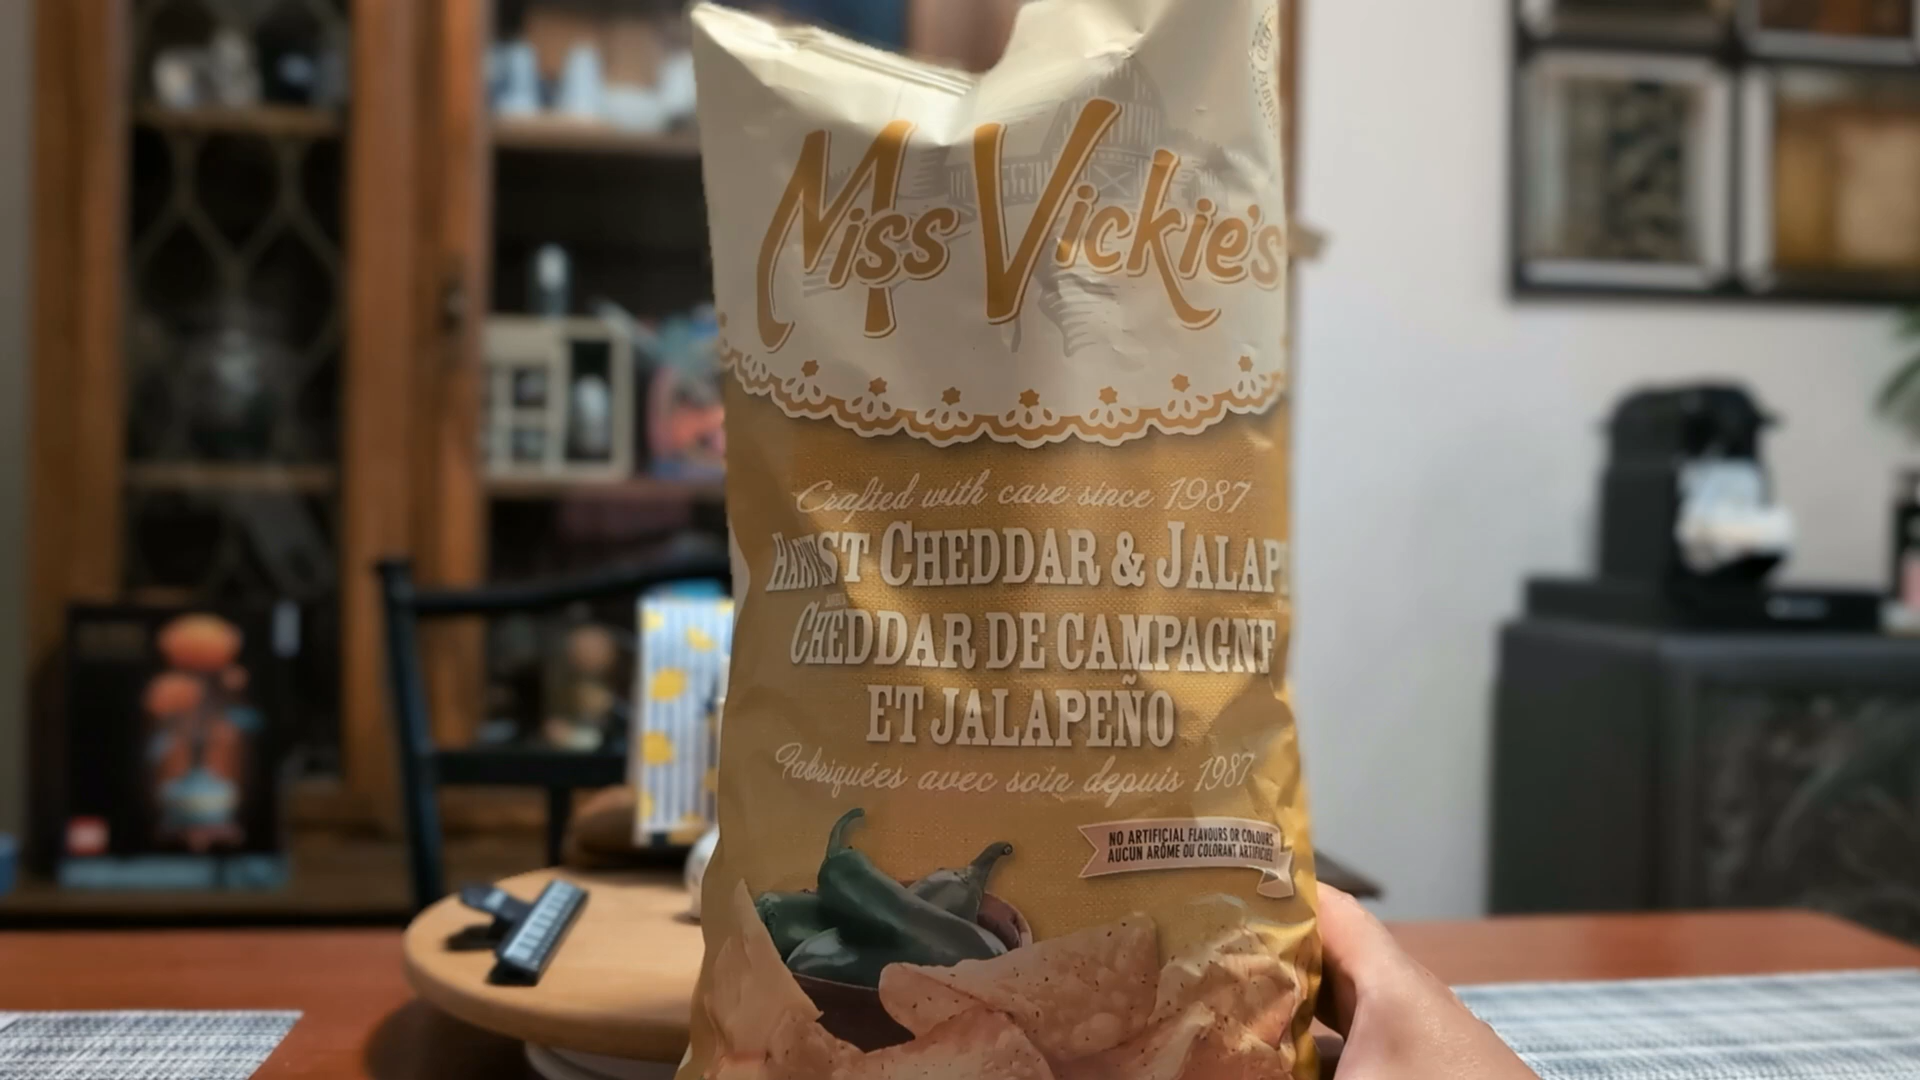 Miss Vickie's
Crafted with care since 1987
CHEDDAR & JALAP
CHEDDAR DE CAMPAGNE
ET JALAPEÑO
Fabriquées avec soin depuis 1987
NO ARTIFICIAL FLAVOURS OR COLOURS
AUCUN ARÔME OU COLORANT ARTIFICIEL